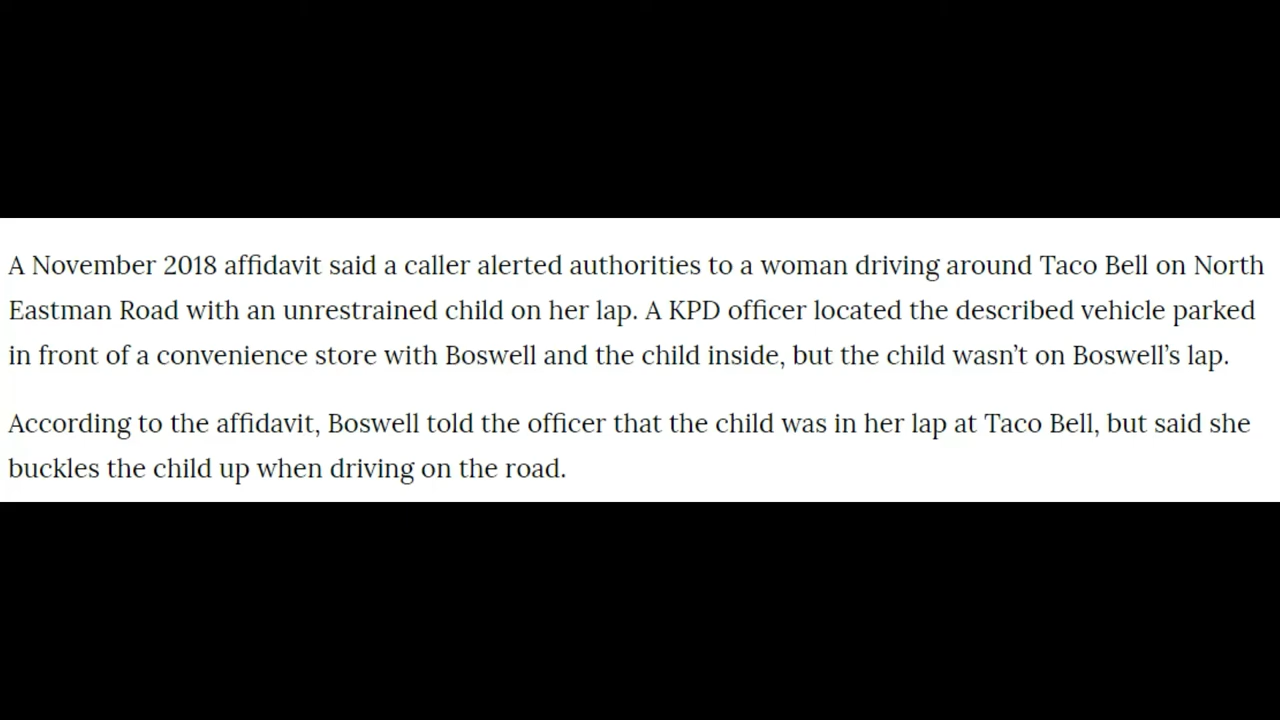 A November 2018 affidavit said a caller alerted authorities to a woman driving around Taco Bell on North
Eastman Road with an unrestrained child on her lap. A KPD officer located the described vehicle parked
in front of a convenience store with Boswell and the child inside, but the child wasn’t on Boswell’s lap.
According to the affidavit, Boswell told the officer that the child was in her lap at Taco Bell, but said she
buckles the child up when driving on the road.